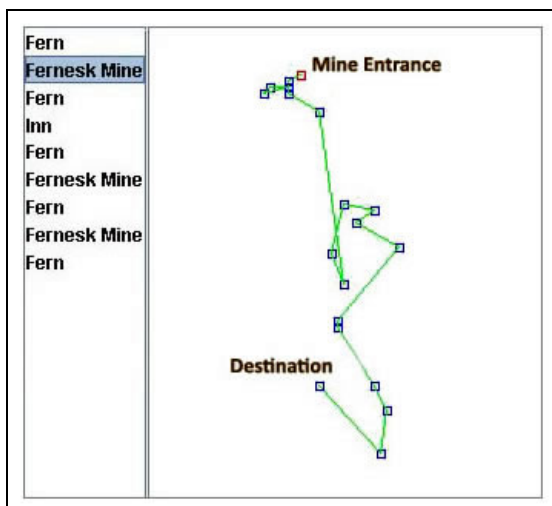 Fern
Fernesk Mine
Fern
Inn
Fern
Fernesk Mine
Fern
Fernesk Mine
Fern
Mine Entrance
Destination